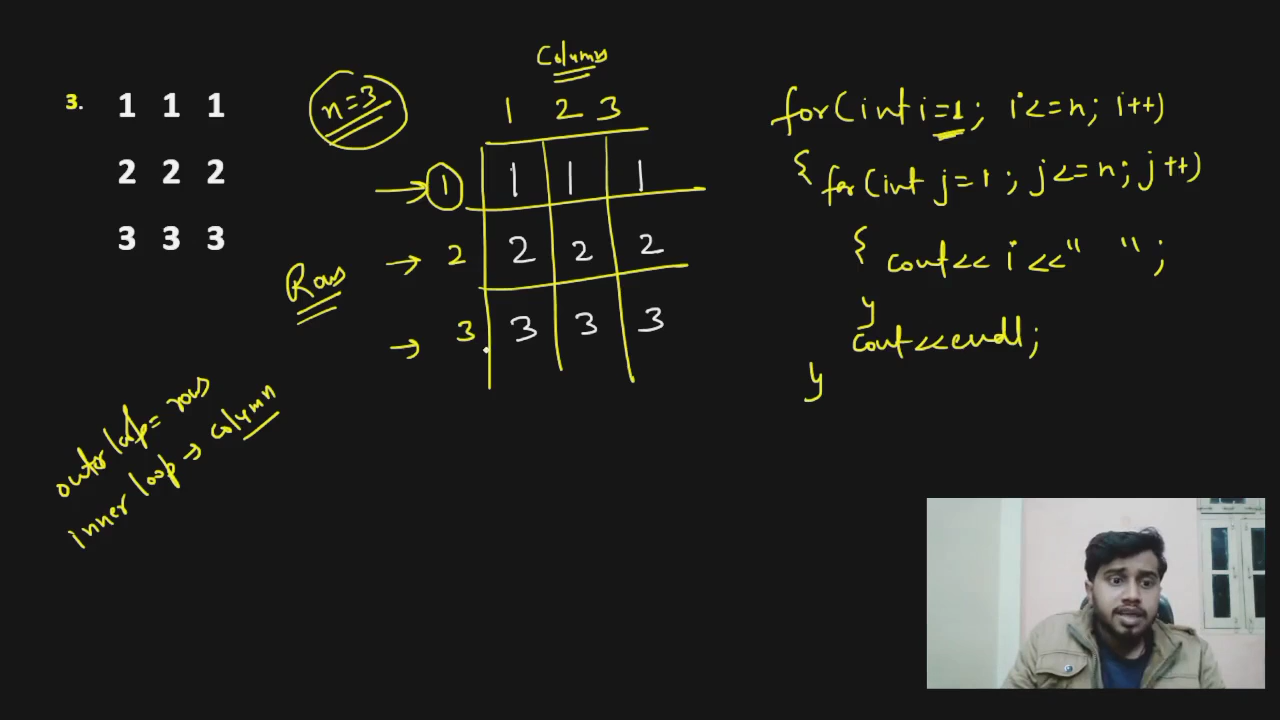 3. 1 1 1
2 2 2
3 3 3
n=3
Columns
1 2 3
1 1 1 1
2 2 2 2
3 3 3 3
Rows
outer loop = rows
inner loop → column
for(int i=1; i<=n; i++)
{ for(int j=1; j<=n; j++)
{ cout<< i <<" ";
}
cout<<endl;
}